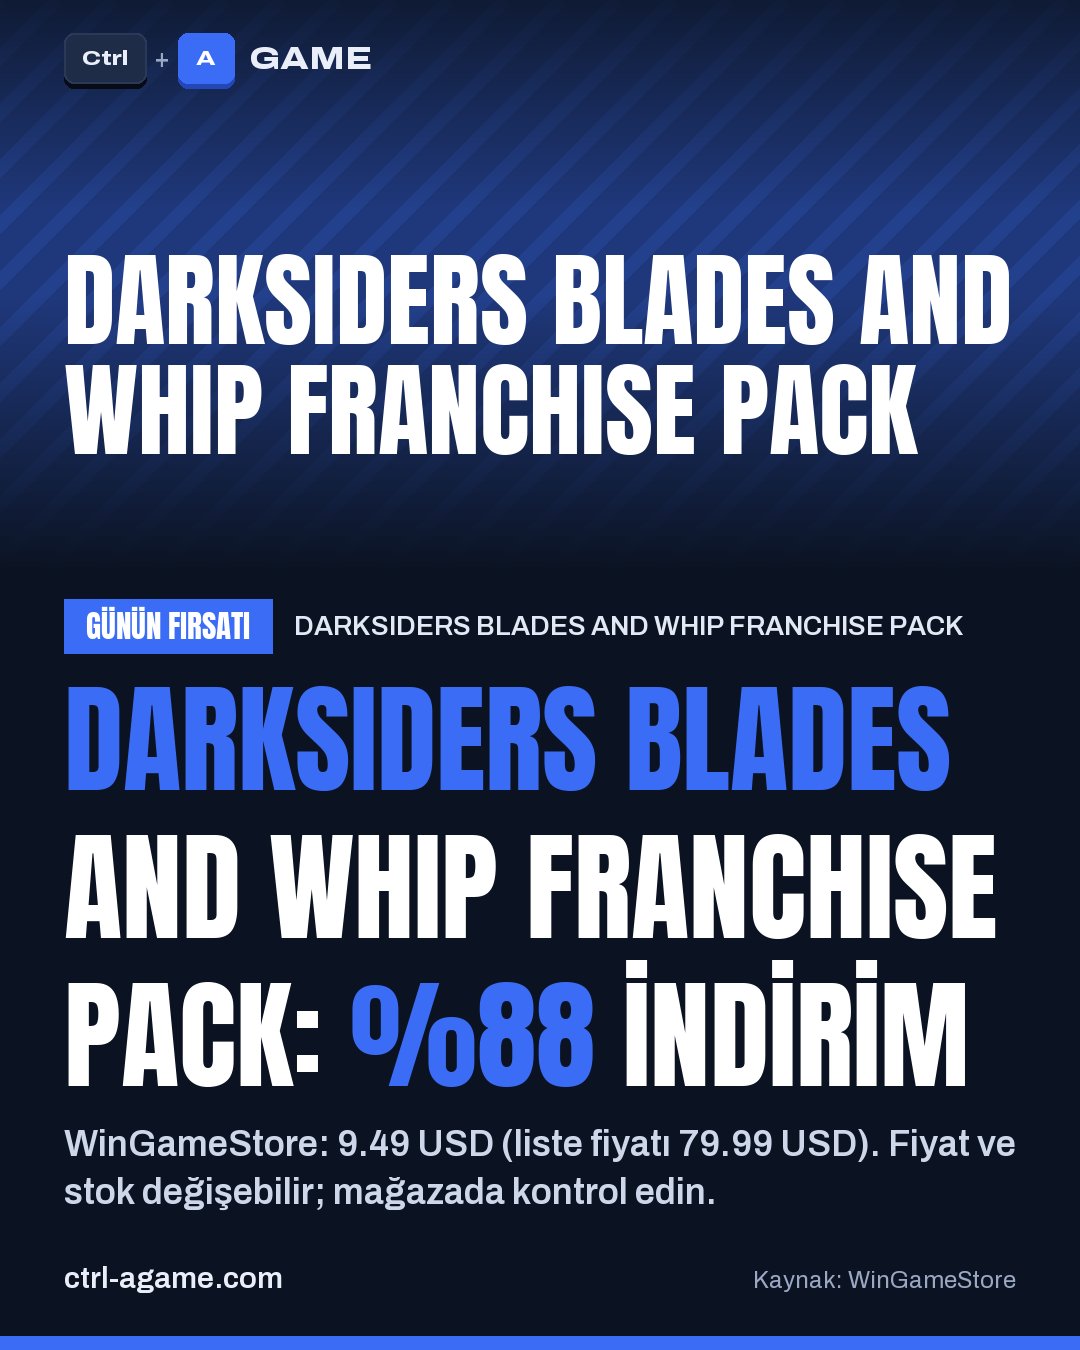 Ctrl + A GAME
DARKSIDERS BLADES AND
WHIP FRANCHISE PACK
GÜNÜN FIRSATI DARKSIDERS BLADES AND WHIP FRANCHISE PACK
DARKSIDERS BLADES
AND WHIP FRANCHISE
PACK: %88 İNDİRİM
WinGameStore: 9.49 USD (liste fiyatı 79.99 USD). Fiyat ve
stok değişebilir; mağazada kontrol edin.
ctrl-agame.com Kaynak: WinGameStore